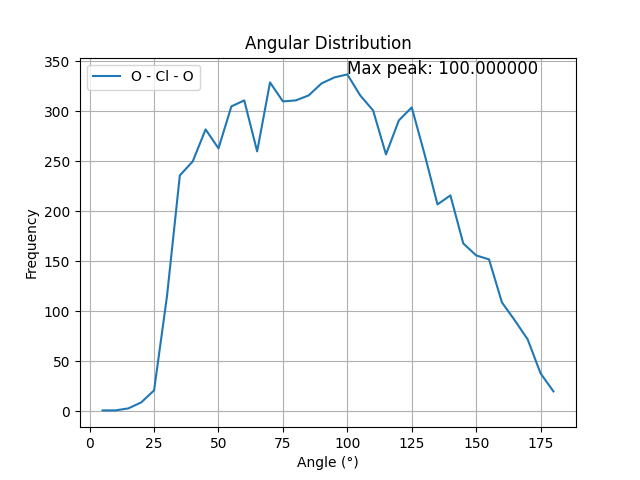 Angular Distribution
Max peak: 100.000000
O - Cl - O
Frequency
350
300
250
200
150
100
50
0
0 25 50 75 100 125 150 175
Angle (°)